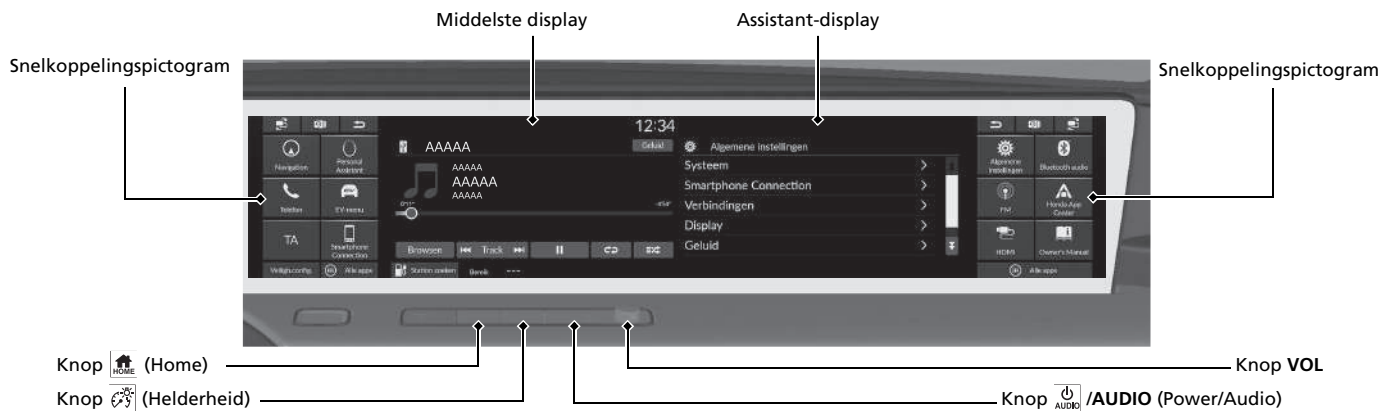 Middelste display
Assistant-display
Snelkoppelingspictogram
Snelkoppelingspictogram
12:34
Navigation
Personal Assistant
Telefon
EV-menu
TA
Smartphone Connection
Alle apps
AAAAA
Geluid
AAAAA
AAAAA
AAAAA
Browsen
Track
Station zoeken
Bereik
---
Algemene instellingen
Systeem
Smartphone Connection
Verbindingen
Display
Geluid
Algemene instellingen
Bluetooth audio
FM
Honda App Center
HDMI
Owner's Manual
Alle apps
Knop HOME (Home)
Knop (Helderheid)
Knop VOL
Knop AUDIO /AUDIO (Power/Audio)